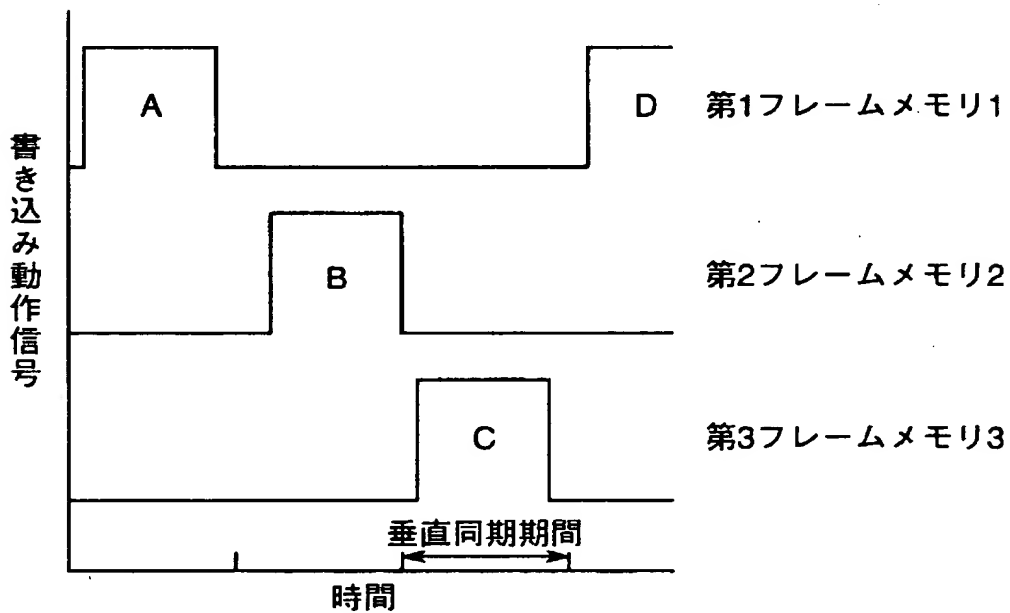 書き込み動作信号
A
D
第1フレームメモリ1
B
第2フレームメモリ2
C
第3フレームメモリ3
垂直同期期間
時間